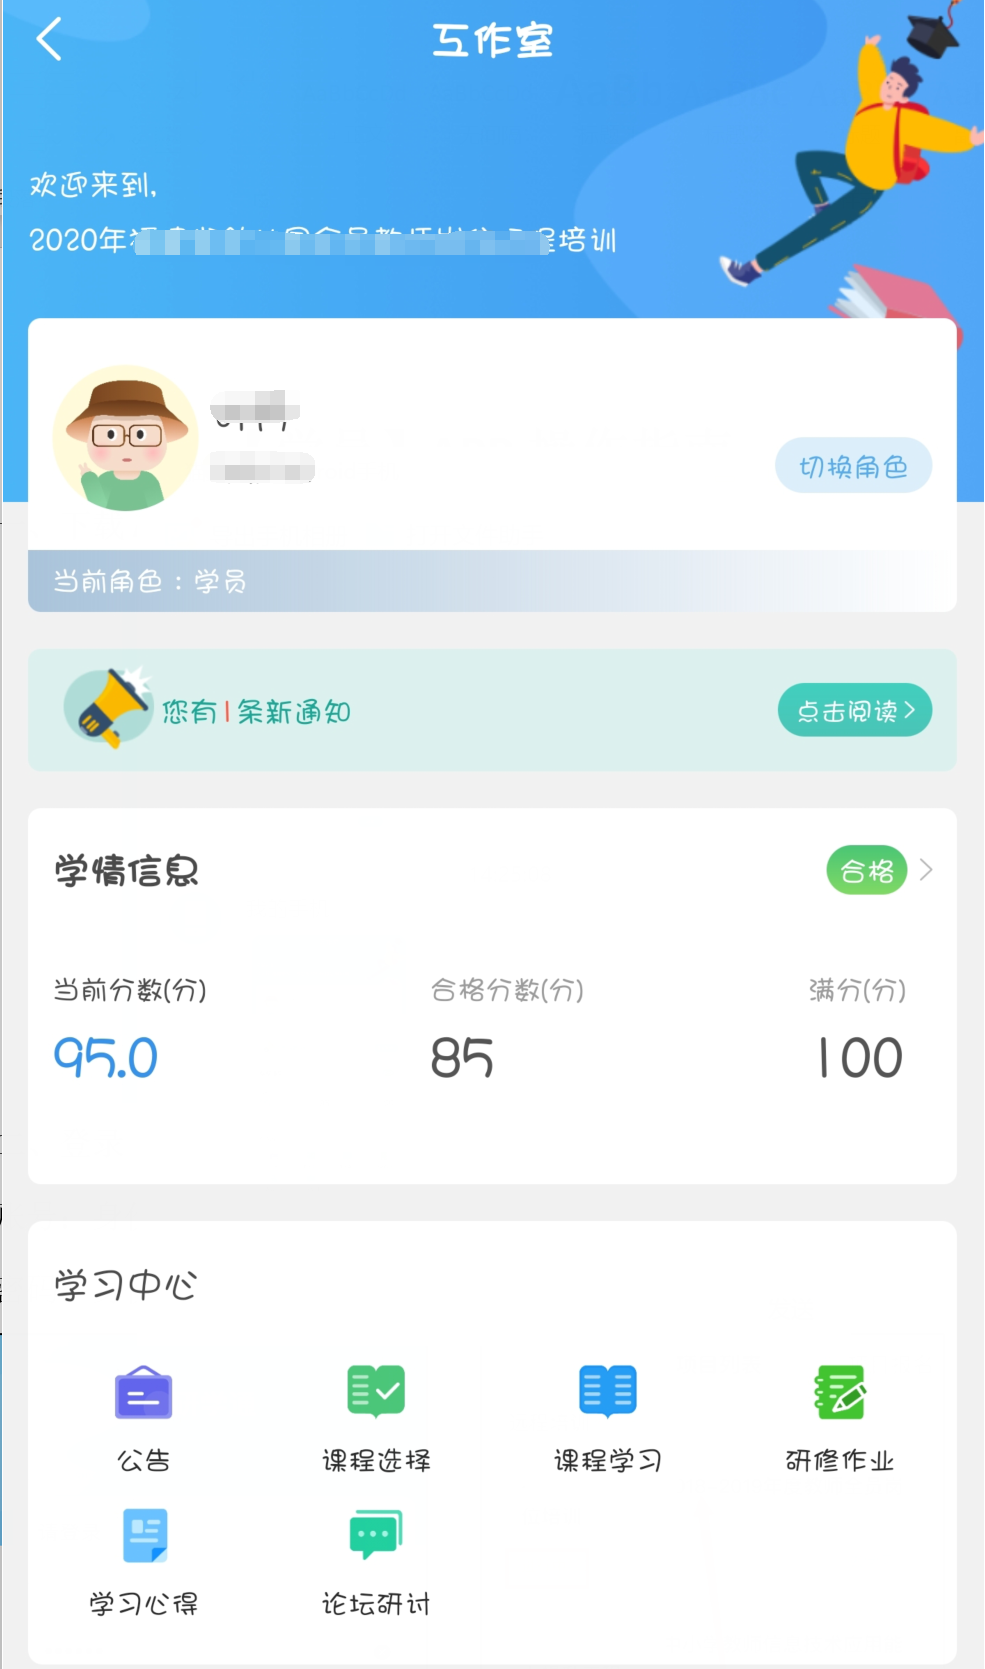 工作室
欢迎来到,
2020年
培训
切换角色
当前角色：学员
您有1条新通知
点击阅读>
学情信息
合格
当前分数(分)
合格分数(分)
满分(分)
95.0
85
100
学习中心
公告
课程选择
课程学习
研修作业
学习心得
论坛研讨